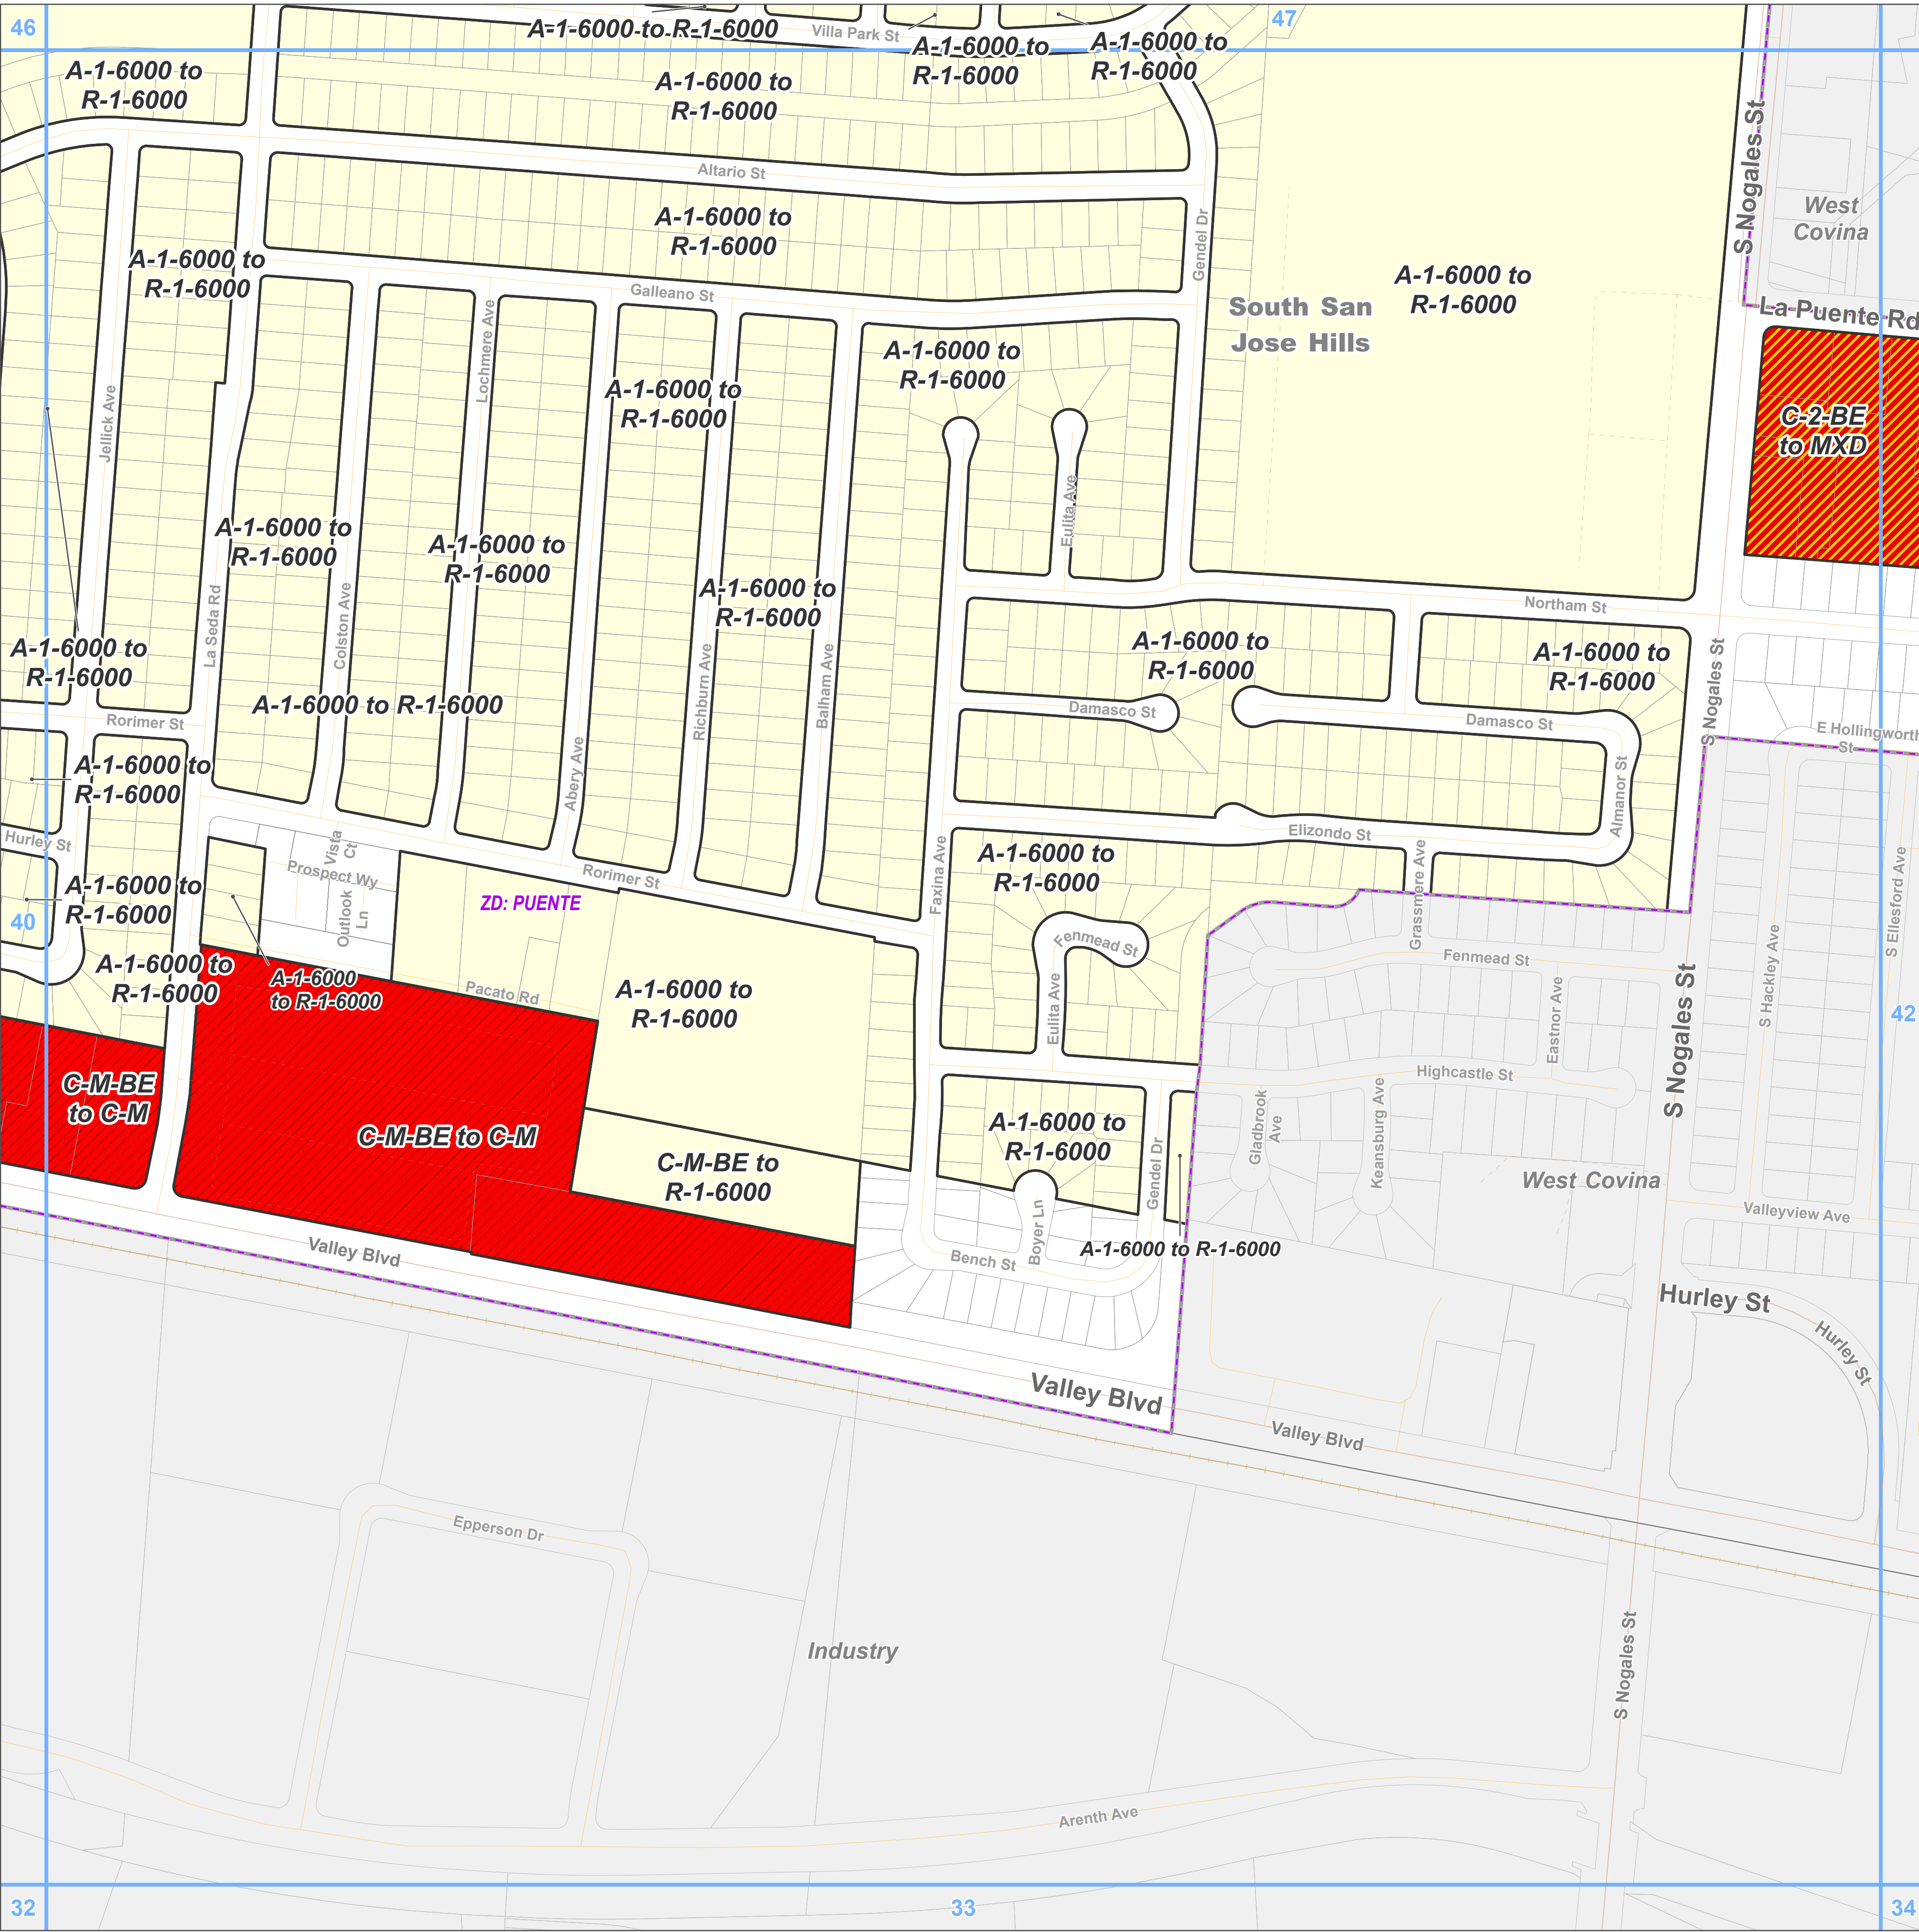 46
47
A-1-6000 to R-1-6000
Villa Park St
A-1-6000 to
R-1-6000
A-1-6000 to
R-1-6000
A-1-6000 to
R-1-6000
A-1-6000 to
R-1-6000
S Nogales St
Altario St
West
Covina
A-1-6000 to
R-1-6000
Gendel Dr
A-1-6000 to
R-1-6000
A-1-6000 to
R-1-6000
Galleano St
South San
Jose Hills
La Puente Rd
Lochmere Ave
A-1-6000 to
R-1-6000
A-1-6000 to
R-1-6000
Jellick Ave
C-2-BE
to MXD
Eulita Ave
A-1-6000 to
R-1-6000
A-1-6000 to
R-1-6000
A-1-6000 to
R-1-6000
Northam St
La Seda Rd
Colston Ave
A-1-6000 to
R-1-6000
A-1-6000 to
R-1-6000
A-1-6000 to
R-1-6000
Richburn Ave
Balham Ave
S Nogales St
A-1-6000 to R-1-6000
Damasco St
Damasco St
Rorimer St
E Hollingworth
St
A-1-6000 to
R-1-6000
Abery Ave
Almanor St
Hurley St
Vista
Ct
Elizondo St
Prospect Wy
Rorimer St
Faxina Ave
A-1-6000 to
R-1-6000
Grassmere Ave
S Ellesford Ave
A-1-6000 to
R-1-6000
40
Outlook
Ln
ZD: PUENTE
Fenmead St
Fenmead St
S Hackley Ave
A-1-6000 to
R-1-6000
A-1-6000
to R-1-6000
Pacato Rd
A-1-6000 to
R-1-6000
Eulita Ave
Eastnor Ave
S Nogales St
42
C-M-BE
to C-M
Highcastle St
C-M-BE to C-M
A-1-6000 to
R-1-6000
Gladbrook
Ave
Keansburg Ave
C-M-BE to
R-1-6000
Gendel Dr
West Covina
Valleyview Ave
Valley Blvd
Bench St
Boyer Ln
A-1-6000 to R-1-6000
Hurley St
Hurley St
Valley Blvd
Valley Blvd
Epperson Dr
Industry
S Nogales St
Arenth Ave
32
33
34